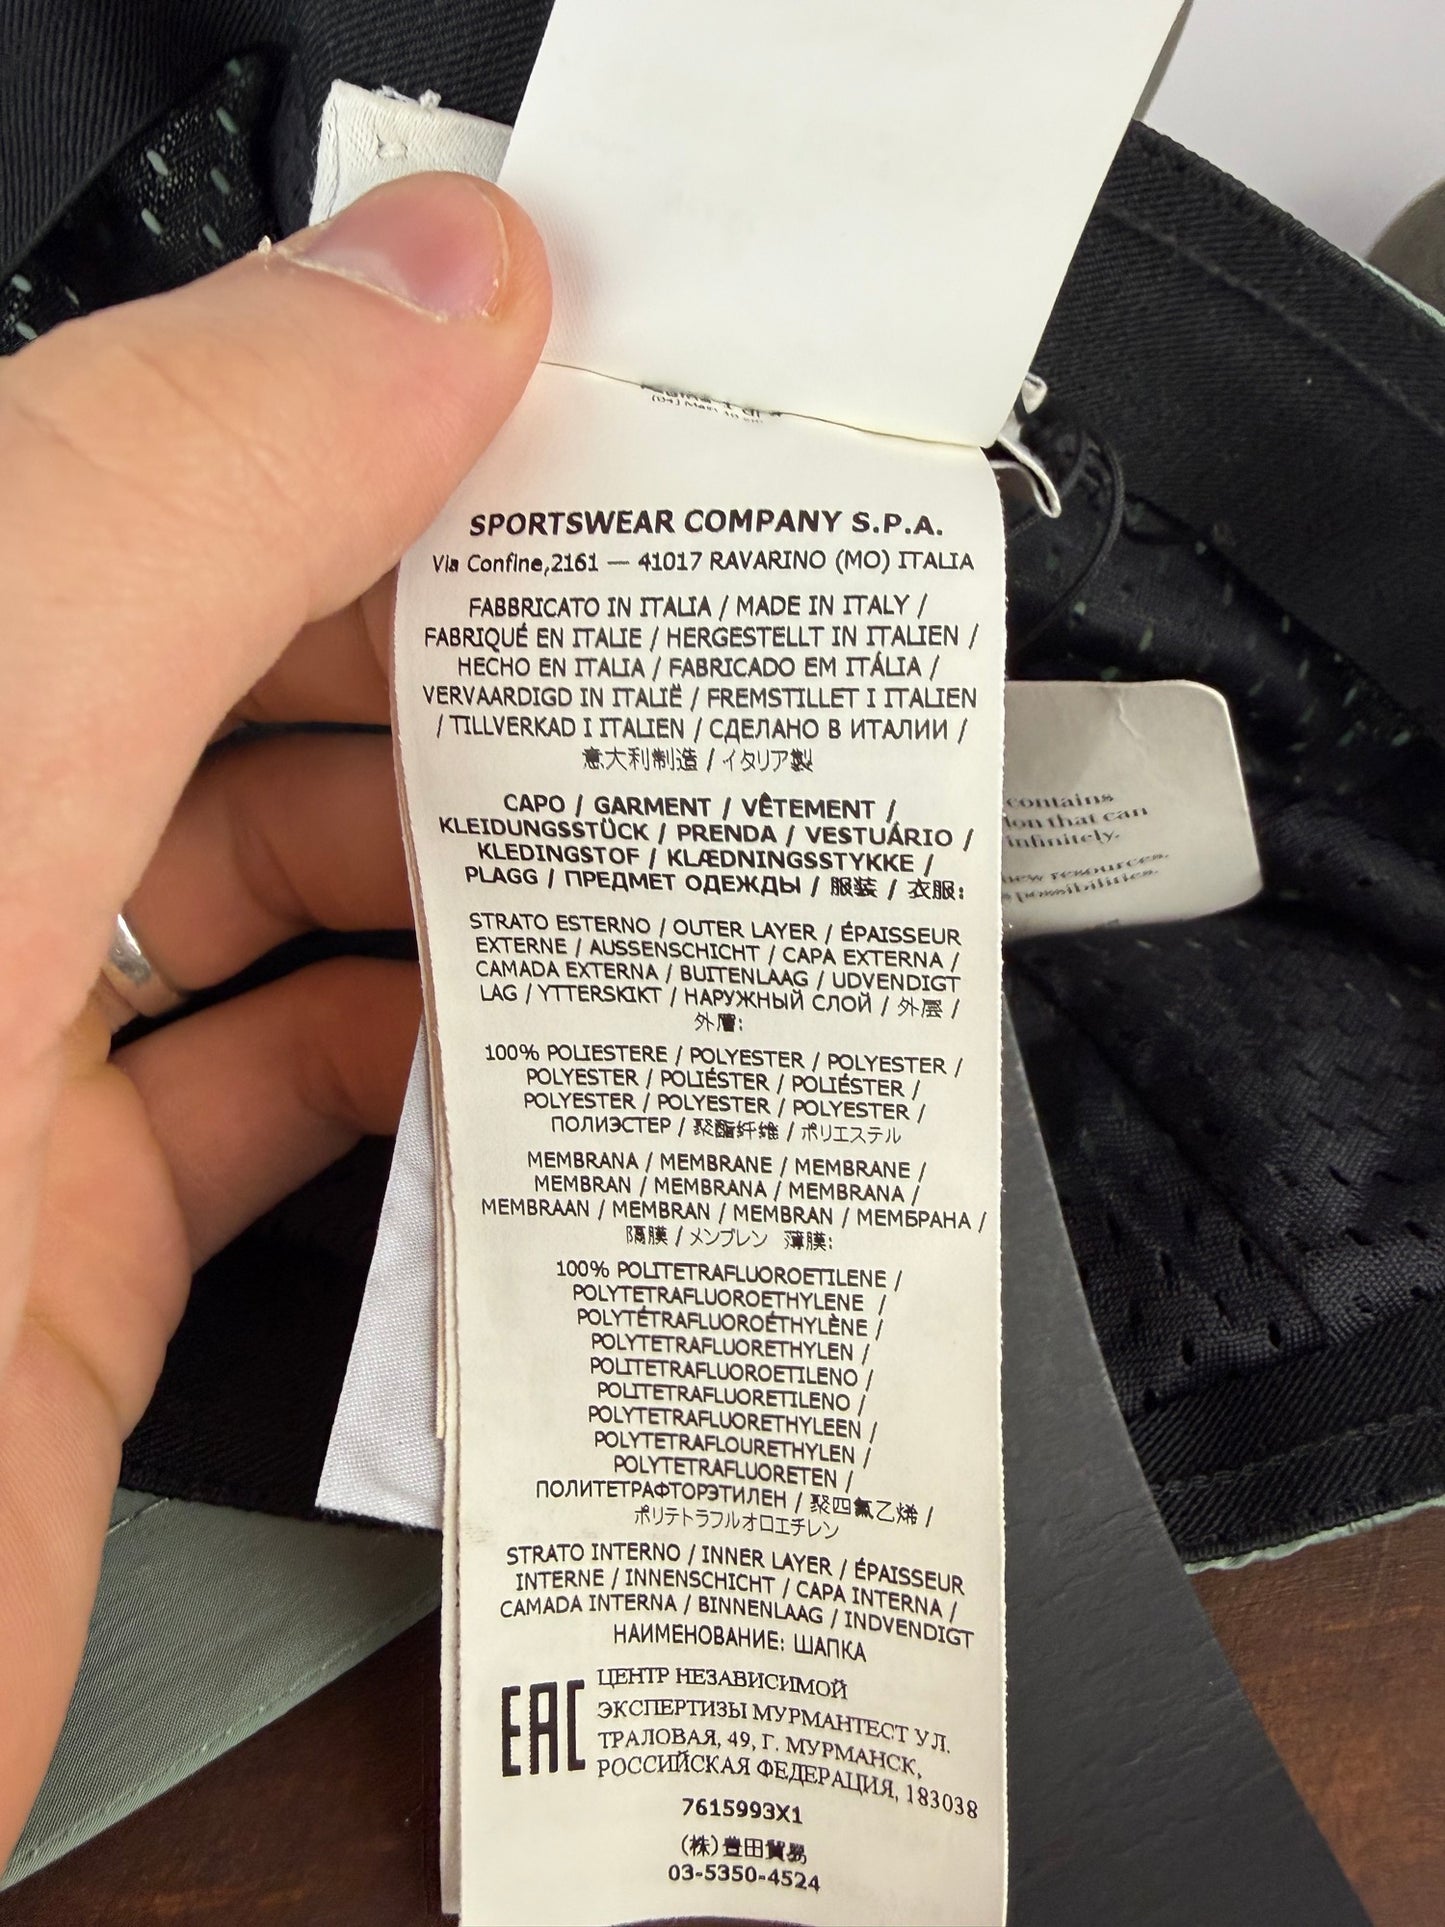 SPORTSWEAR COMPANY S.P.A.
Via Confine,2161 — 41017 RAVARINO (MO) ITALIA
FABBRICATO IN ITALIA / MADE IN ITALY /
FABRIQUÉ EN ITALIE / HERGESTELLT IN ITALIEN /
HECHO EN ITALIA / FABRICADO EM ITÁLIA /
VERVAARDIGD IN ITALIË / FREMSTILLET I ITALIEN
/ TILLVERKAD I ITALIEN / СДЕЛАНО В ИТАЛИИ /
意大利制造 / イタリア製
CAPO / GARMENT / VÊTEMENT /
KLEIDUNGSSTÜCK / PRENDA / VESTUÁRIO /
KLEDINGSTOF / KLÆDNINGSSTYKKE /
PLAGG / ПРЕДМЕТ ОДЕЖДЫ / 服装 / 衣服:
STRATO ESTERNO / OUTER LAYER / ÉPAISSEUR
EXTERNE / AUSSENSCHICHT / CAPA EXTERNA /
CAMADA EXTERNA / BUITENLAAG / UDVENDIGT
LAG / YTTERSKIKT / НАРУЖНЫЙ СЛОЙ / 外层 /
外層:
100% POLIESTERE / POLYESTER / POLYESTER /
POLYESTER / POLIÉSTER / POLIÉSTER /
POLYESTER / POLYESTER / POLYESTER /
ПОЛИЭСТЕР / 聚酯纤维 / ポリエステル
MEMBRANA / MEMBRANE / MEMBRANE /
MEMBRAN / MEMBRANA / MEMBRANA /
MEMBRAAN / MEMBRAN / MEMBRAN / МЕМБРАНА /
隔膜 / メンブレン 薄膜:
100% POLITETRAFLUOROETILENE /
POLYTETRAFLUOROETHYLENE /
POLYTÉTRAFLUOROÉTHYLÈNE /
POLYTETRAFLUORETHYLEN /
POLITETRAFLUOROETILENO /
POLITETRAFLUORETILENO /
POLYTETRAFLUORETHYLEEN /
POLYTETRAFLOURETHYLEN /
POLYTETRAFLUORETEN /
ПОЛИТЕТРАФТОРЭТИЛЕН / 聚四氟乙烯 /
ポリテトラフルオロエチレン
STRATO INTERNO / INNER LAYER / ÉPAISSEUR
INTERNE / INNENSCHICHT / CAPA INTERNA /
CAMADA INTERNA / BINNENLAAG / INDVENDIGT
НАИМЕНОВАНИЕ: ШАПКА
EAC
ЦЕНТР НЕЗАВИСИМОЙ
ЭКСПЕРТИЗЫ МУРМАНТЕСТ УЛ.
ТРАЛОВАЯ, 49, Г. МУРМАНСК,
РОССИЙСКАЯ ФЕДЕРАЦИЯ, 183038
7615993X1
(株)豊田貿易
03-5350-4524
contains
that can
infinitely.
new resources.
possibilities.